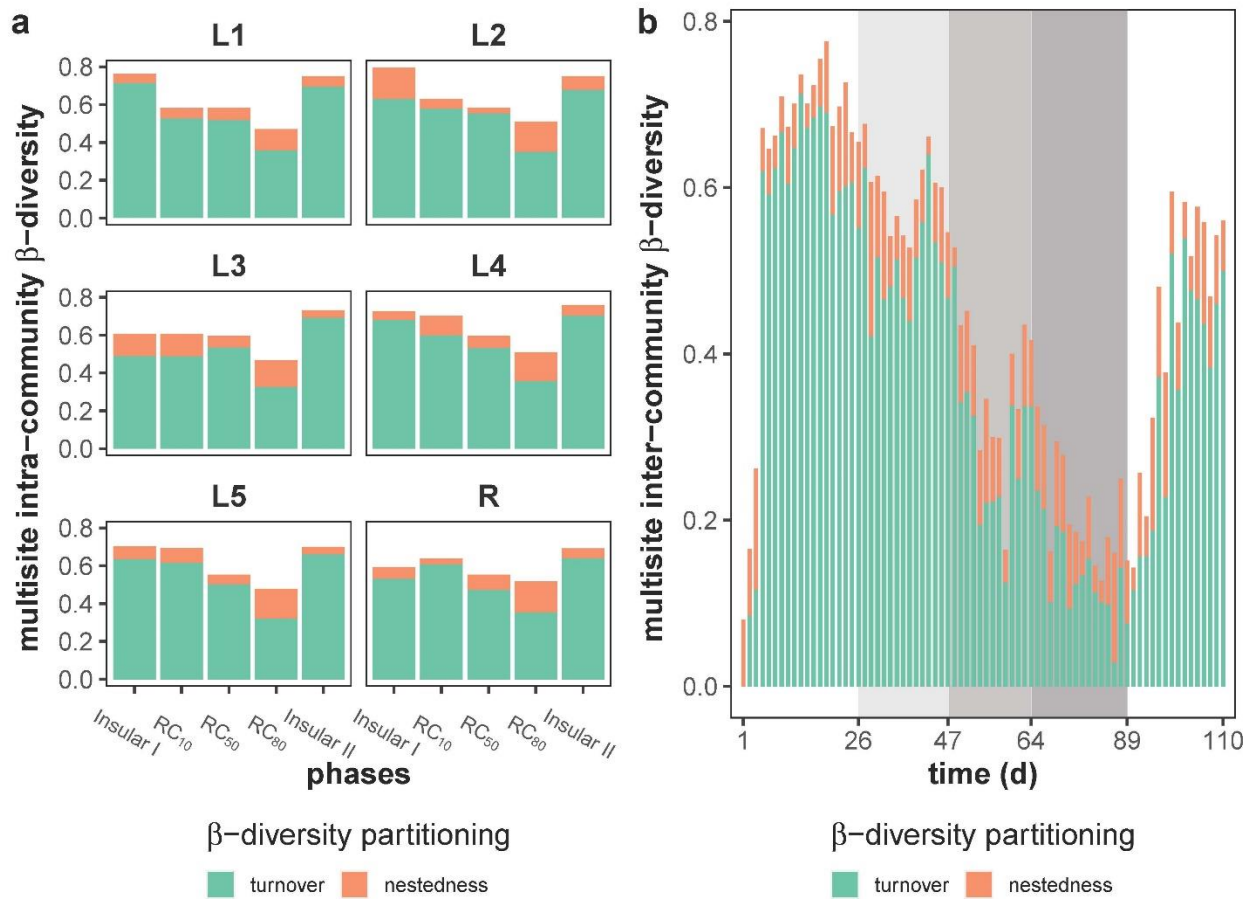 a
multisite intra−community β−diversity
L1
L2
0.8
0.6
0.4
0.2
0.0
L3
L4
0.8
0.6
0.4
0.2
0.0
L5
R
0.8
0.6
0.4
0.2
0.0
Insular I
RC10
RC50
RC80
Insular II
Insular I
RC10
RC50
RC80
Insular II
phases
β−diversity partitioning
turnover
nestedness
b
multisite inter−community β−diversity
0.8
0.6
0.4
0.2
0.0
1
26
47
64
89
110
time (d)
β−diversity partitioning
turnover
nestedness